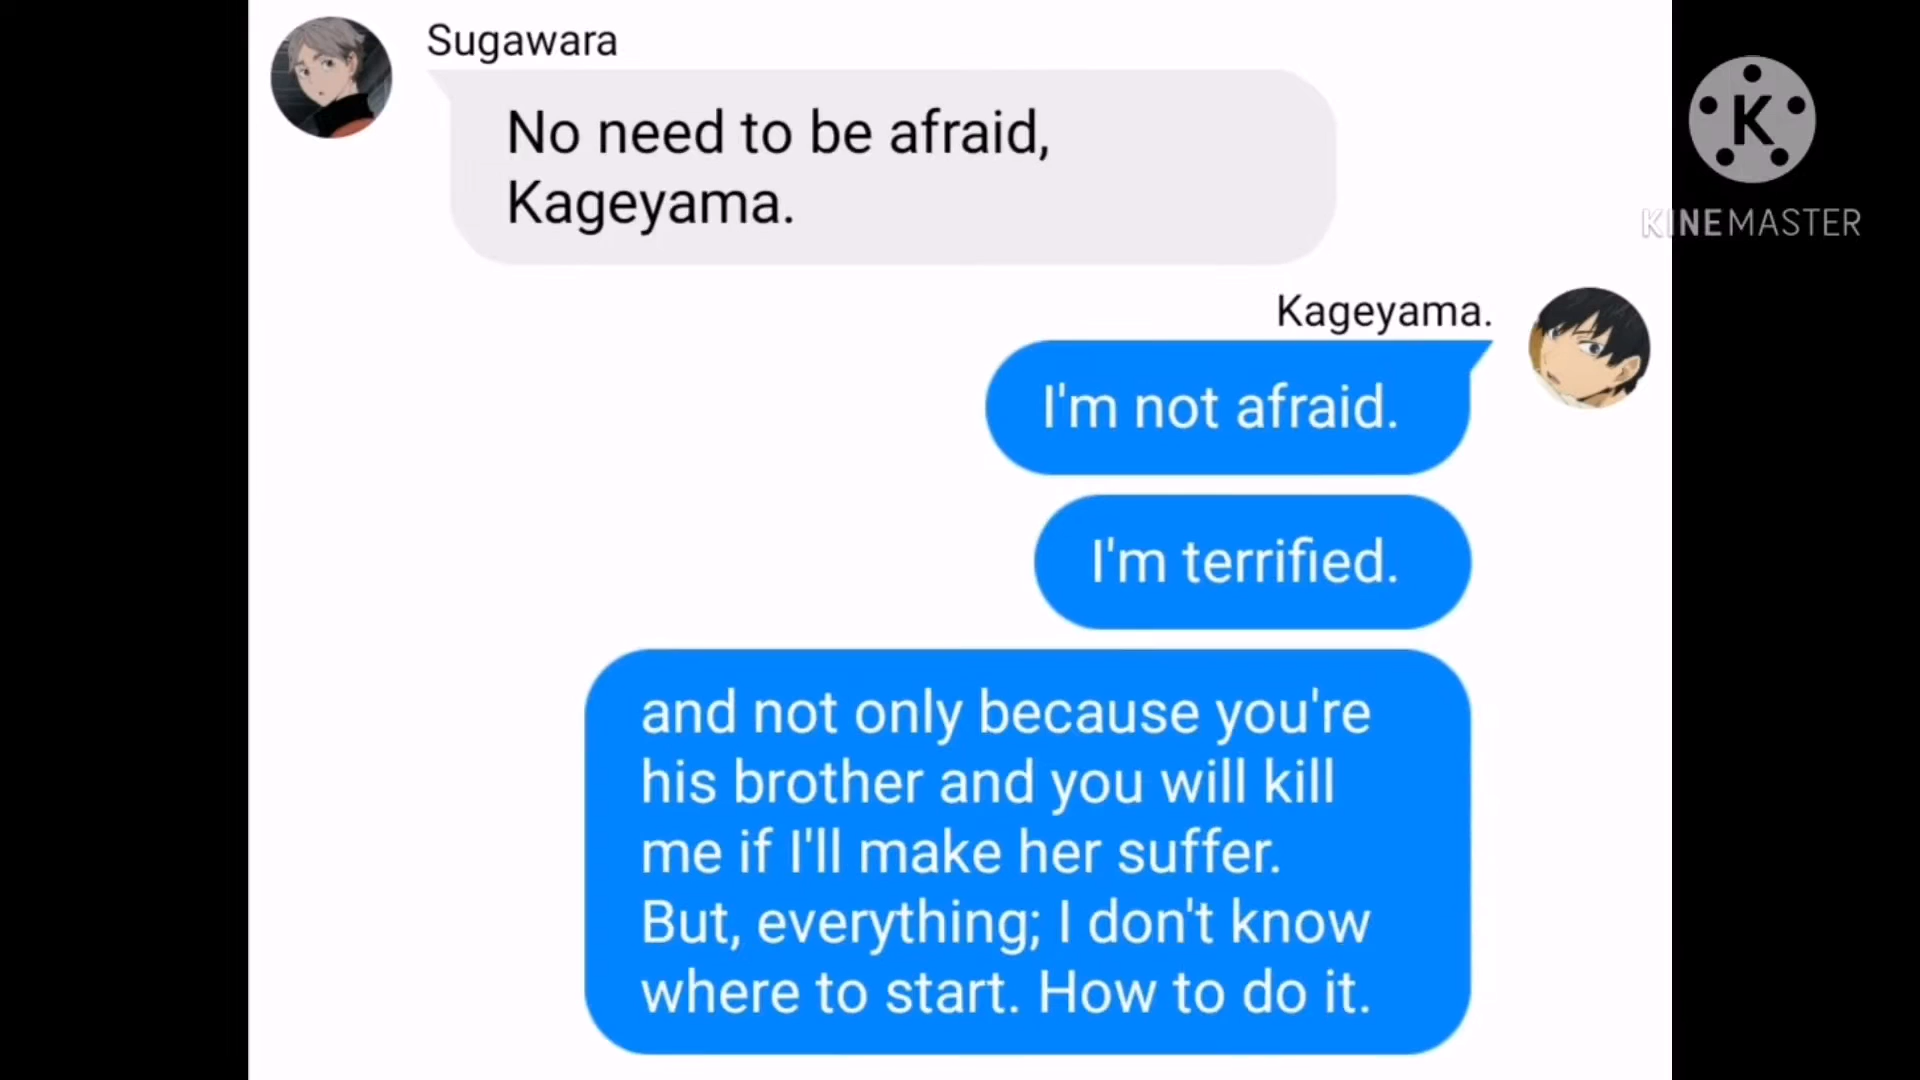 Sugawara
No need to be afraid,
Kageyama.
K
KINEMASTER
Kageyama.
I'm not afraid.
I'm terrified.
and not only because you're
his brother and you will kill
me if I'll make her suffer.
But, everything; I don't know
where to start. How to do it.